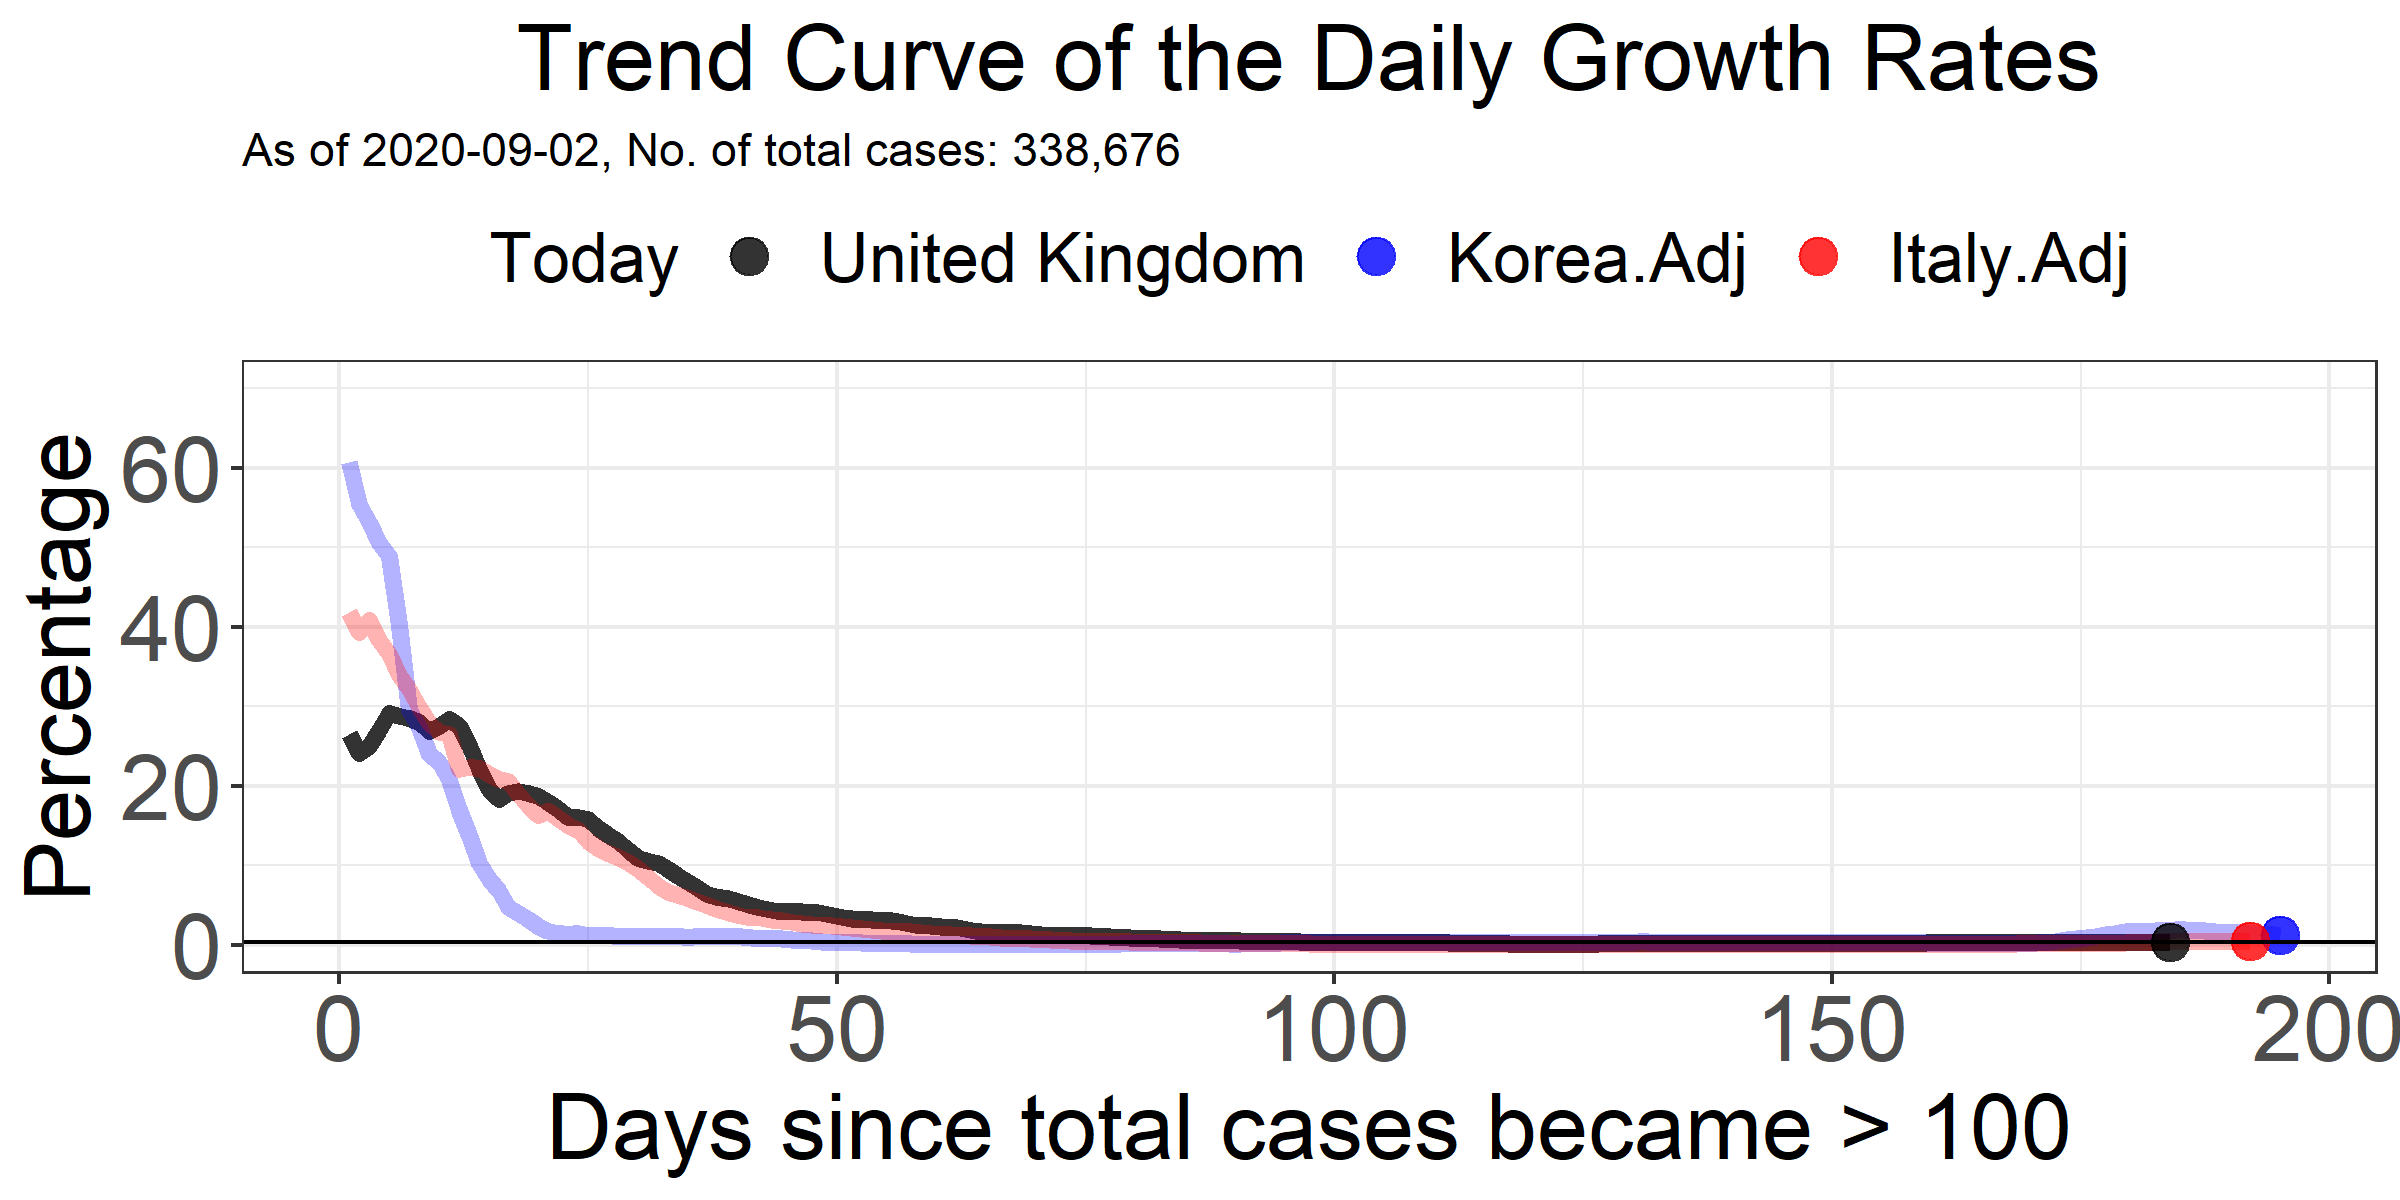 Trend Curve of the Daily Growth Rates
As of 2020-09-02, No. of total cases: 338,676
Today United Kingdom Korea.Adj Italy.Adj
Percentage
60
40
20
0
0 50 100 150 200
Days since total cases became > 100